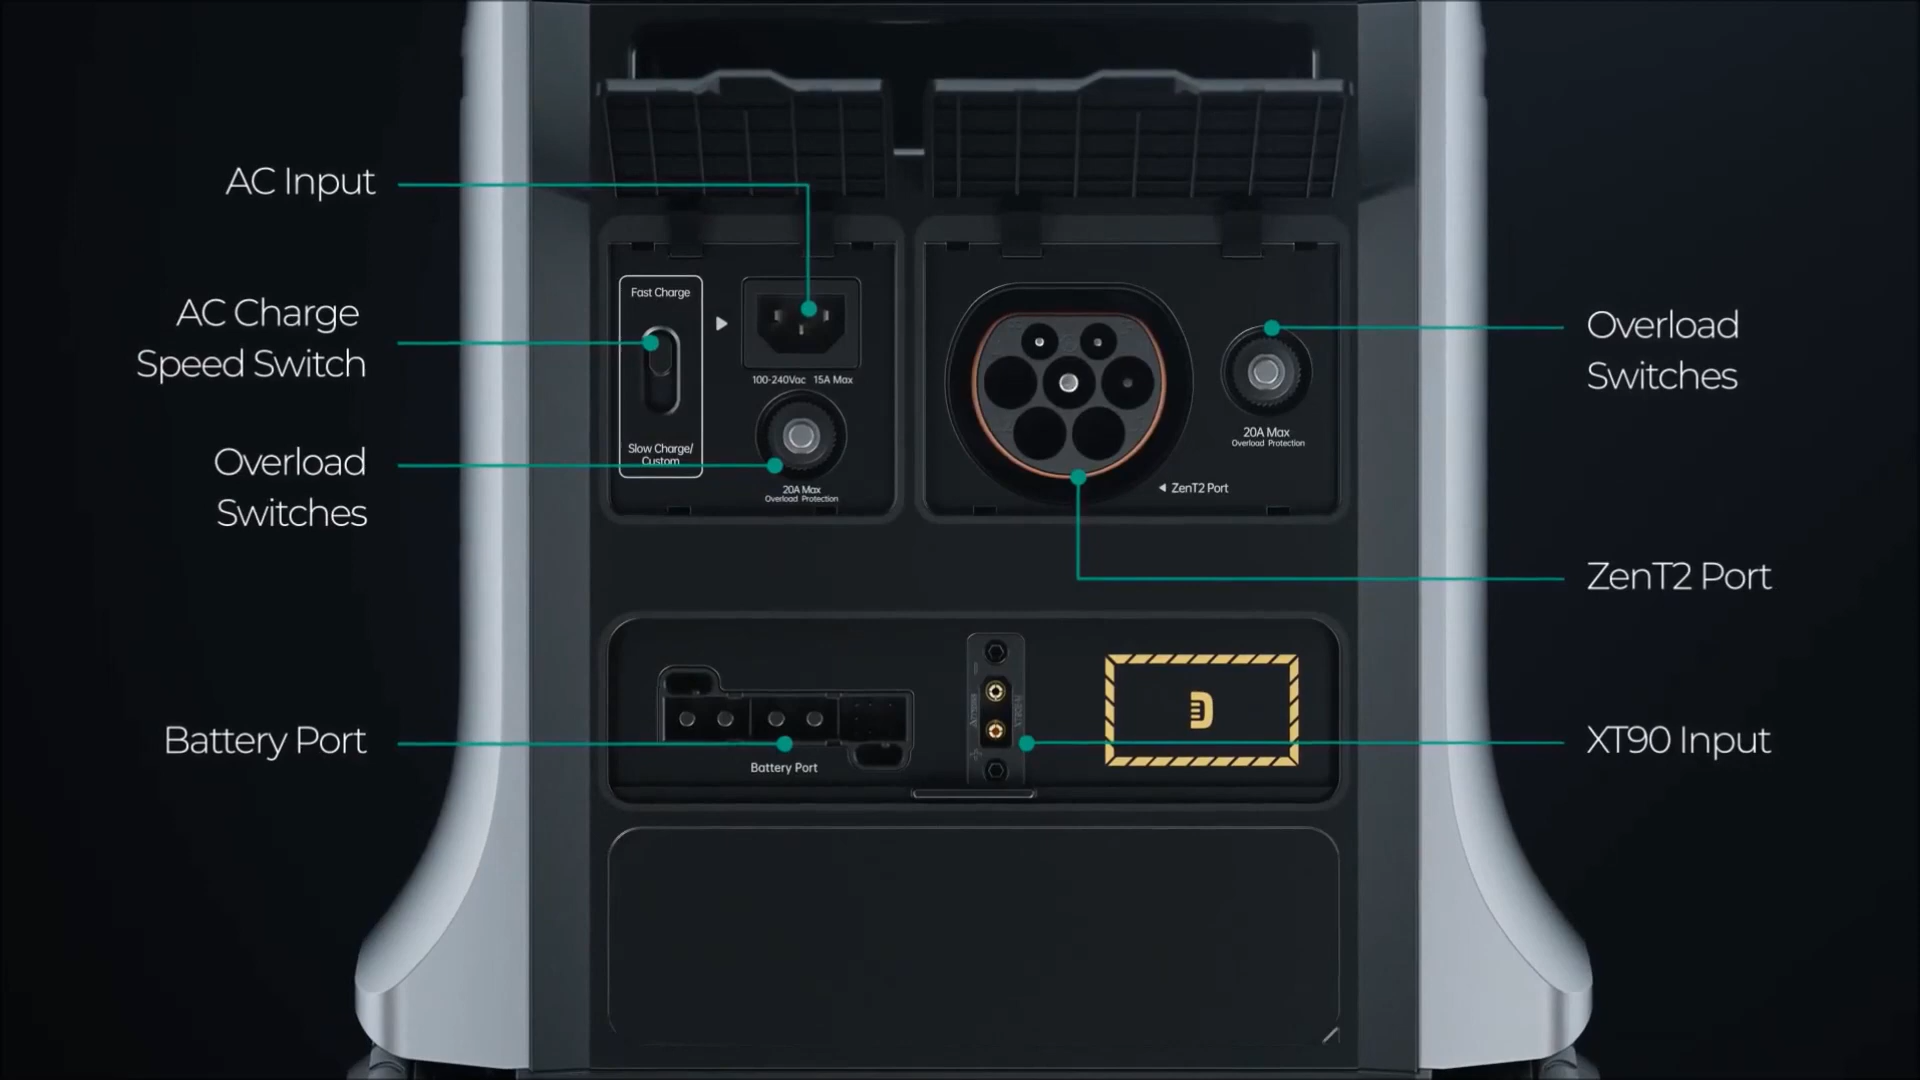 AC Input
AC Charge
Speed Switch
Overload
Switches
Battery Port
Fast Charge
Slow Charge/
Custom
100-240Vac 15A Max
20A Max
Overload Protection
20A Max
Overload Protection
ZenT2 Port
Battery Port
Overload
Switches
ZenT2 Port
XT90 Input